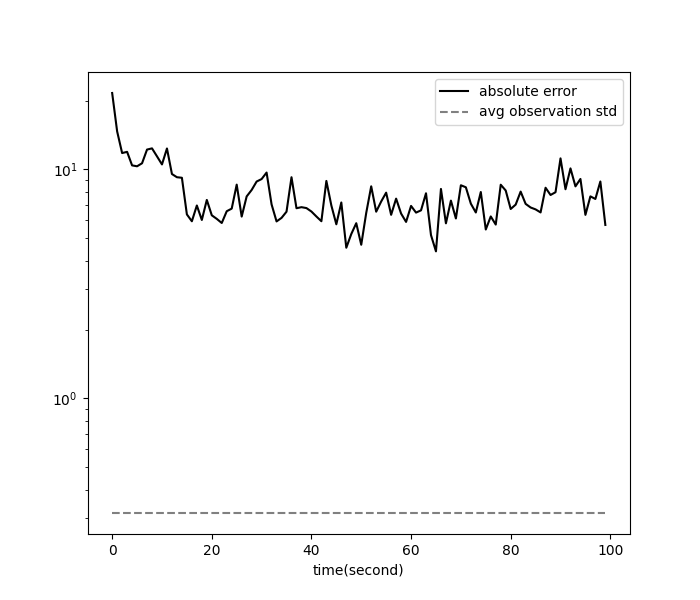 absolute error
avg observation std
10^1
10^0
0 20 40 60 80 100
time(second)